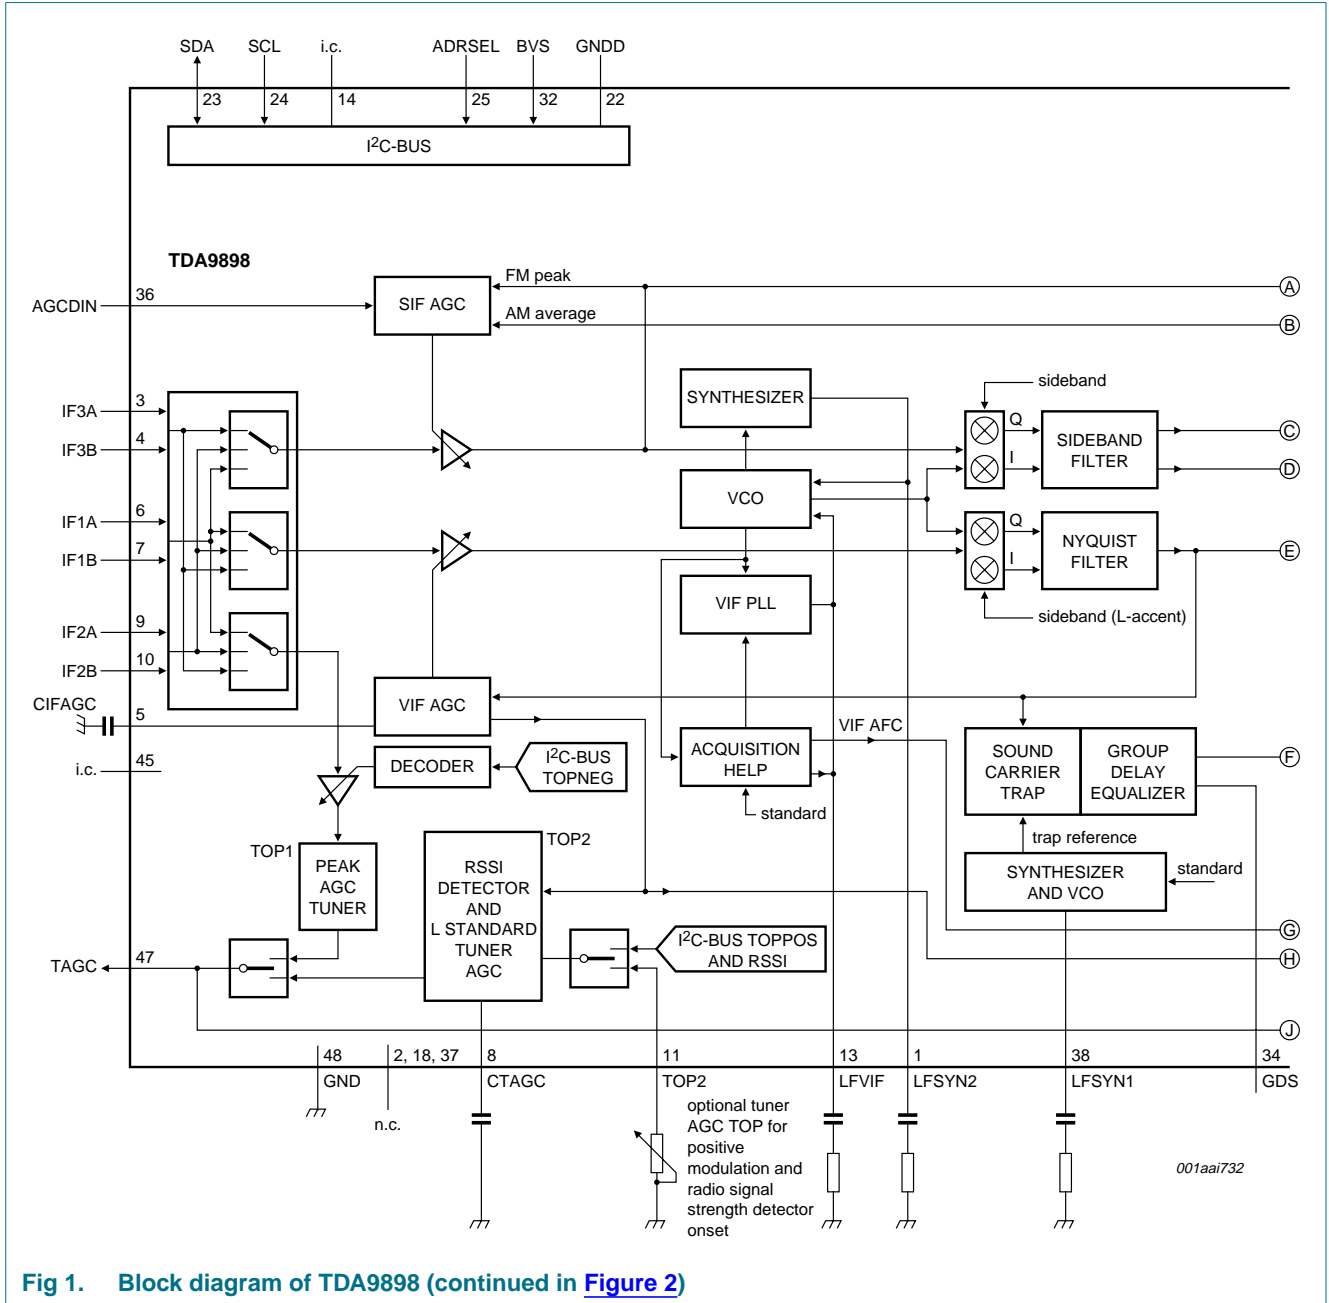 SDA SCL i.c. ADRSEL BVS GNDD
23 24 14 25 32 22
I2C-BUS
TDA9898
AGCDIN 36
SIF AGC
FM peak
AM average
A
B
IF3A 3
IF3B 4
IF1A 6
IF1B 7
IF2A 9
IF2B 10
CIFAGC 5
i.c. 45
SYNTHESIZER
VCO
VIF PLL
sideband
Q
I
SIDEBAND
FILTER
C
D
Q
I
NYQUIST
FILTER
E
sideband (L-accent)
VIF AGC
DECODER
I2C-BUS
TOPNEG
ACQUISITION
HELP
VIF AFC
standard
SOUND
CARRIER
TRAP
GROUP
DELAY
EQUALIZER
F
trap reference
SYNTHESIZER
AND VCO
standard
TOP1
PEAK
AGC
TUNER
TOP2
RSSI
DETECTOR
AND
L STANDARD
TUNER
AGC
I2C-BUS TOPPOS
AND RSSI
G
H
TAGC 47
J
48 2, 18, 37 8 11 13 1 38 34
GND CTAGC TOP2 LFVIF LFSYN2 LFSYN1 GDS
n.c.
optional tuner
AGC TOP for
positive
modulation and
radio signal
strength detector
onset
001aai732
Fig 1. Block diagram of TDA9898 (continued in Figure 2)